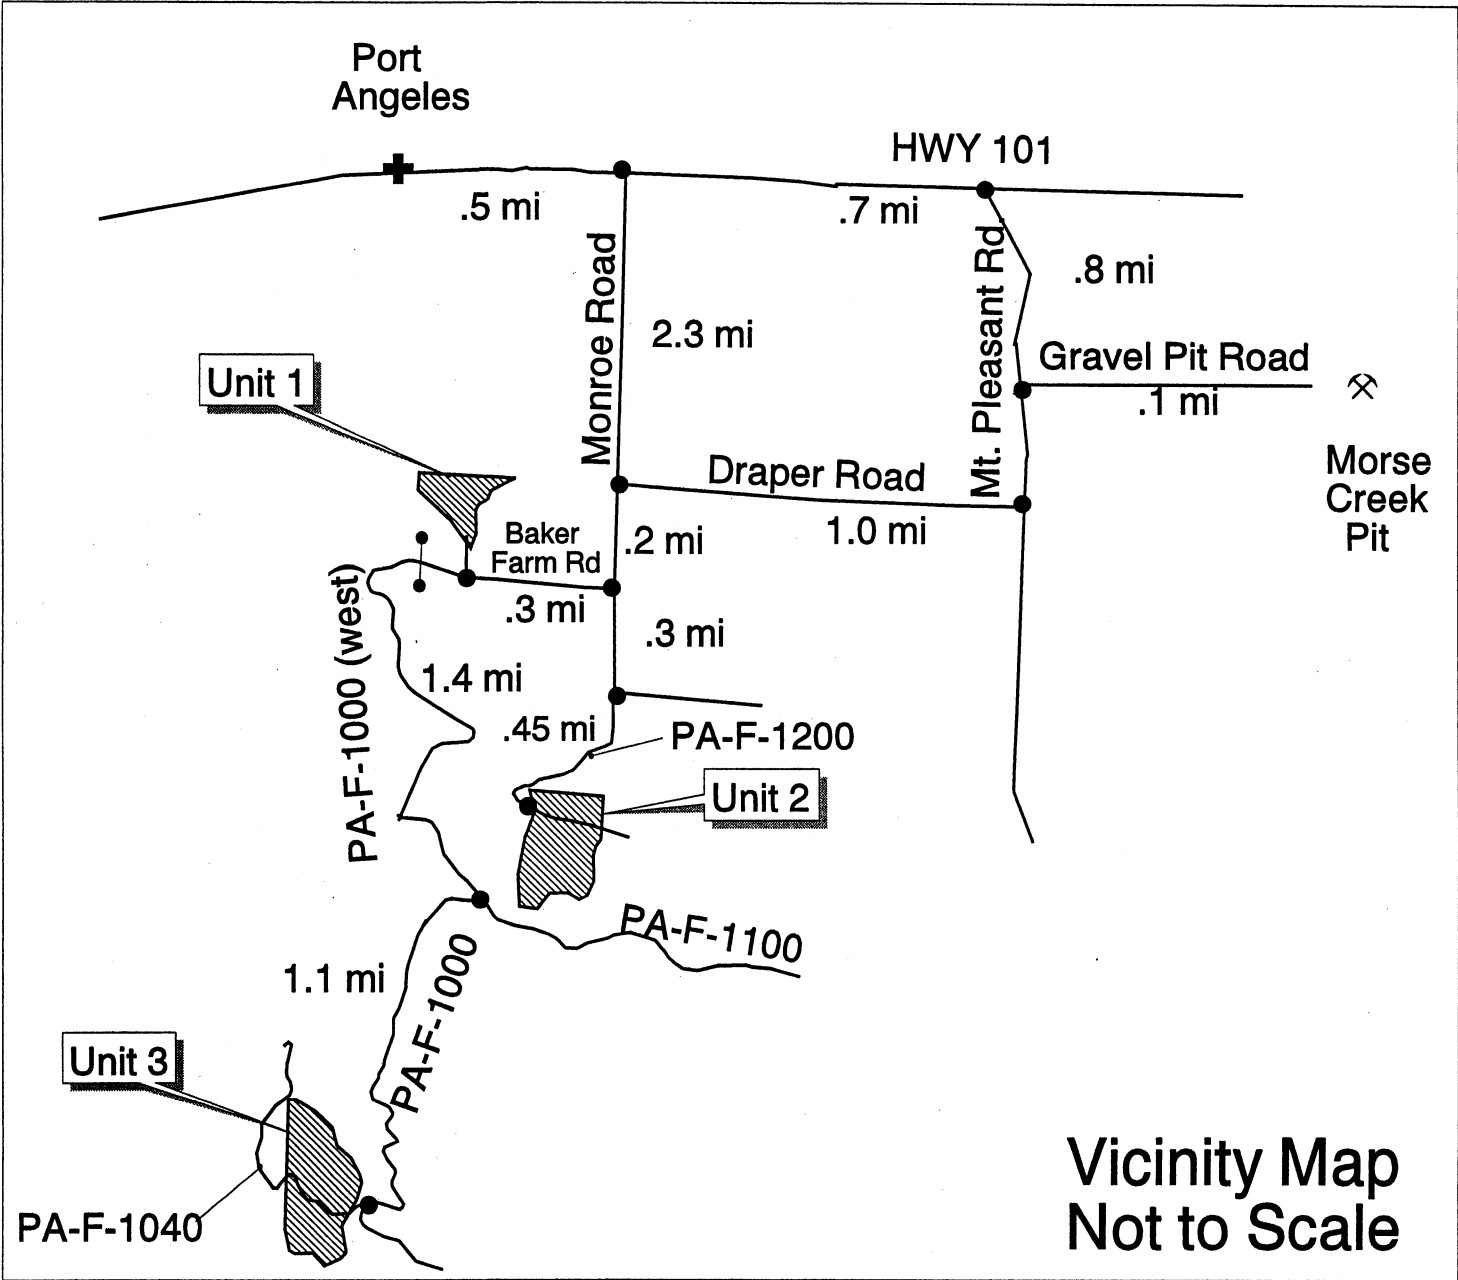 Port
Angeles
HWY 101
.5 mi
.7 mi
Monroe Road
Mt. Pleasant Rd
.8 mi
2.3 mi
Gravel Pit Road
.1 mi
Unit 1
Morse
Creek
Pit
Draper Road
1.0 mi
Baker
Farm Rd
.2 mi
.3 mi
.3 mi
PA-F-1000 (west)
1.4 mi
.45 mi
PA-F-1200
Unit 2
PA-F-1100
1.1 mi
PA-F-1000
Unit 3
PA-F-1040
Vicinity Map
Not to Scale